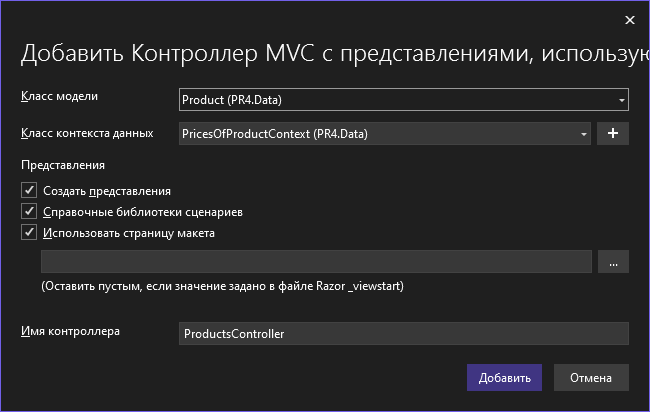 Добавить Контроллер MVC с представлениями, использую
Класс модели
Product (PR4.Data)
Класс контекста данных
PricesOfProductContext (PR4.Data)
+
Представления
Создать представления
Справочные библиотеки сценариев
Использовать страницу макета
...
(Оставить пустым, если значение задано в файле Razor _viewstart)
Имя контроллера
ProductsController
Добавить
Отмена